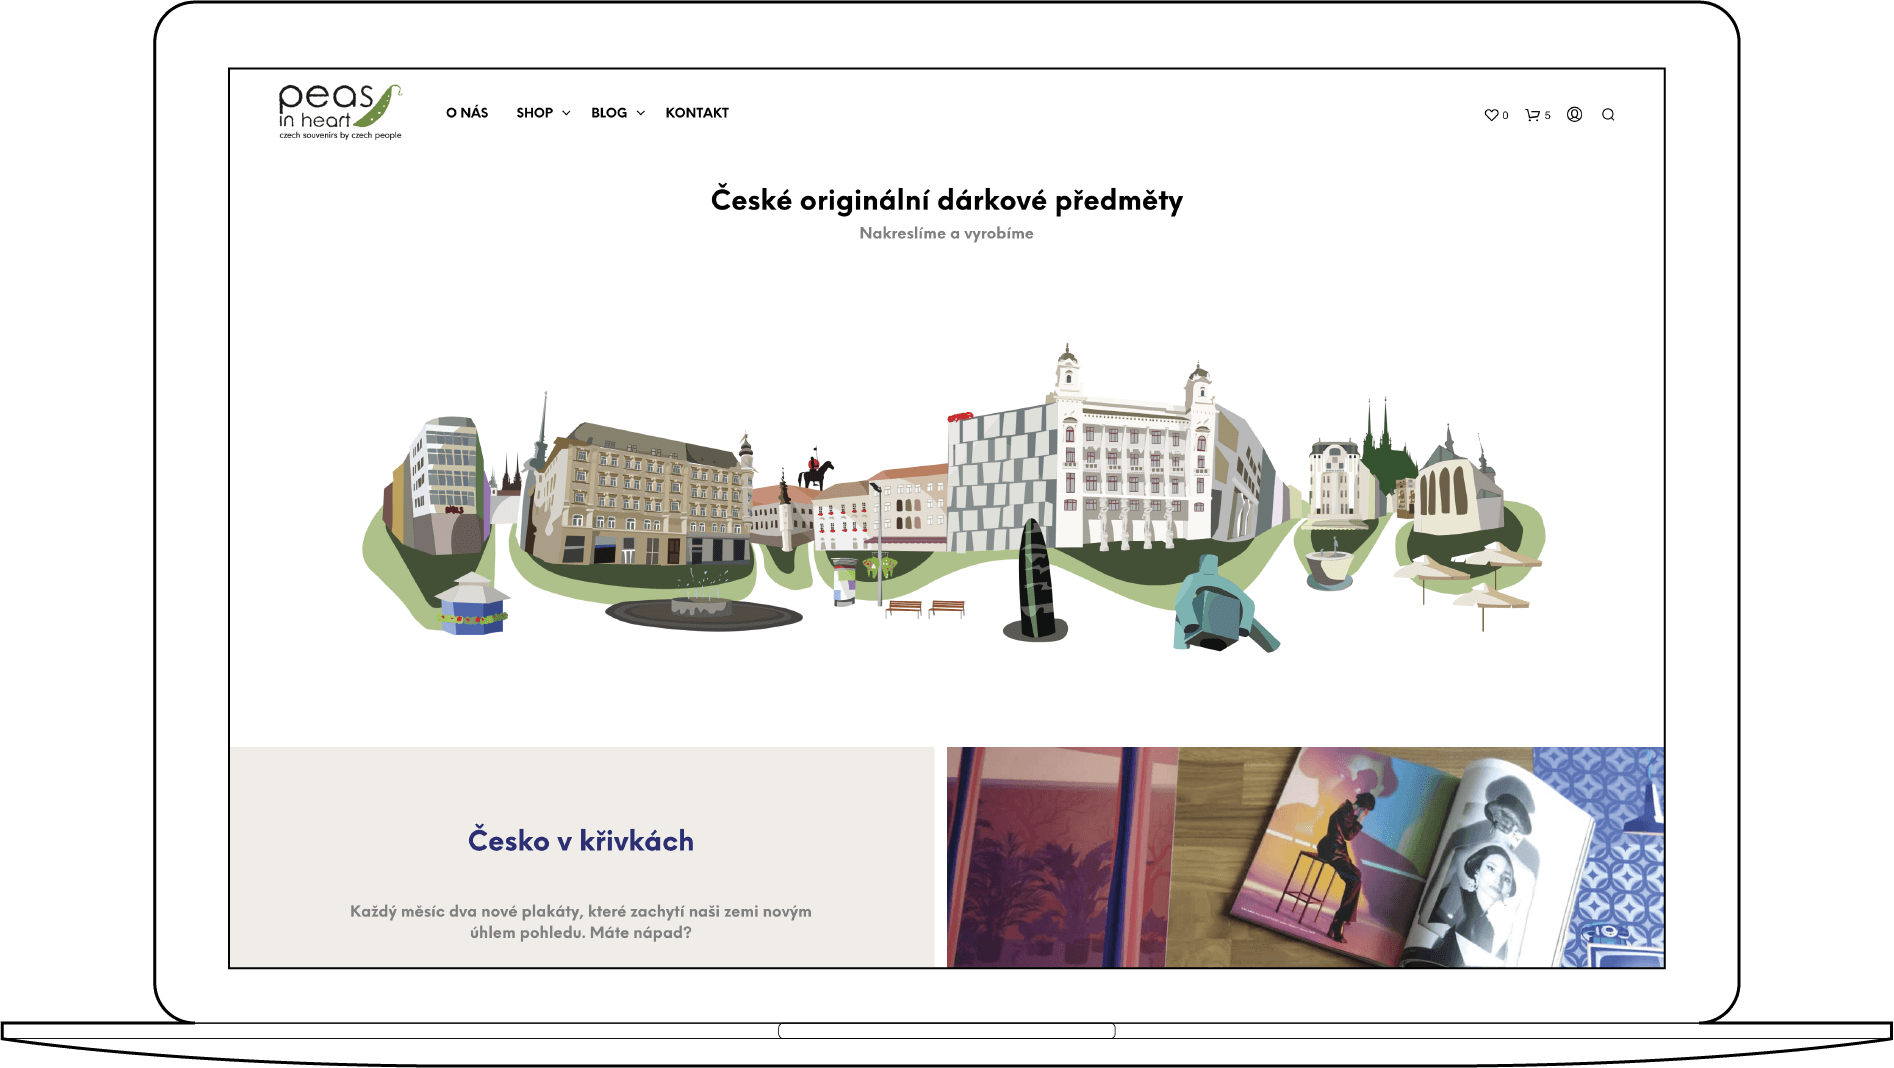 peas
in heart
czech souvenirs by czech people
O NÁS SHOP BLOG KONTAKT
0 5
České originální dárkové předměty
Nakreslíme a vyrobíme
Česko v křivkách
Každý měsíc dva nové plakáty, které zachytí naši zemi novým
úhlem pohledu. Máte nápad?